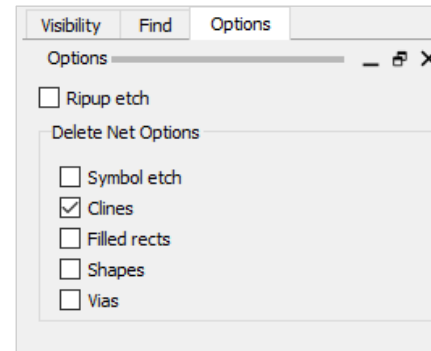 Visibility Find Options
Options
Ripup etch
Delete Net Options
Symbol etch
Clines
Filled rects
Shapes
Vias